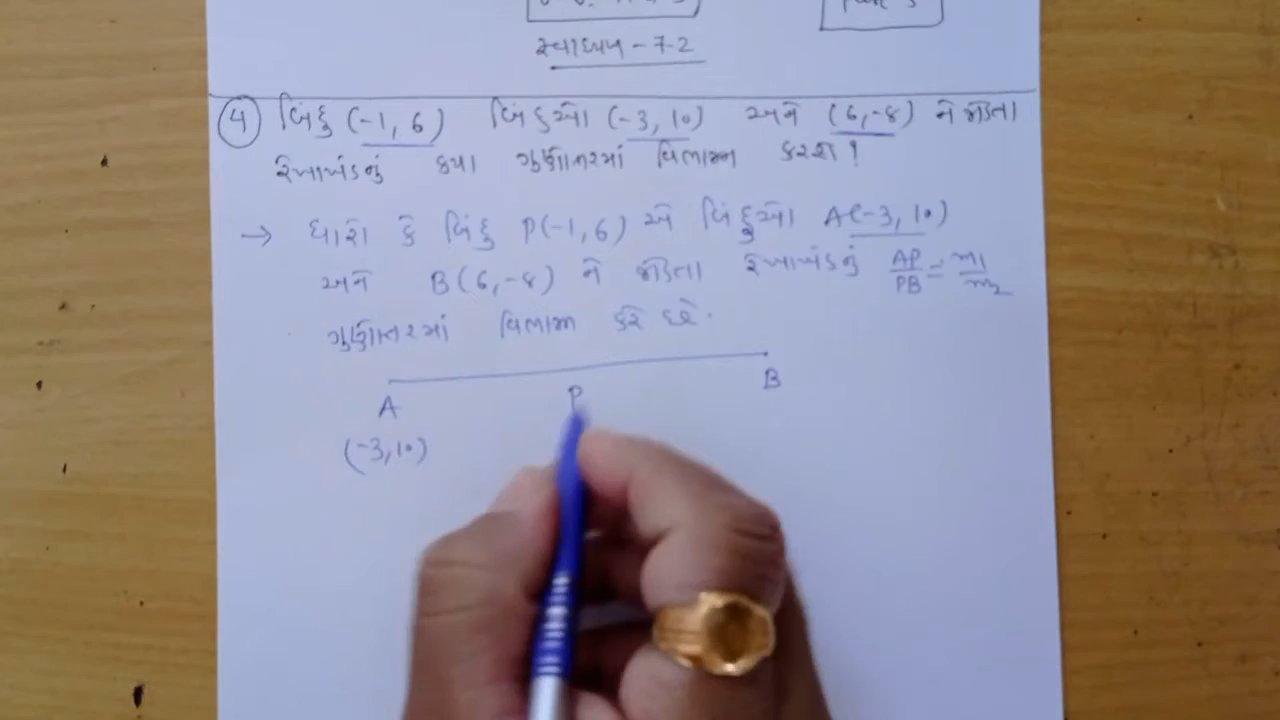 સ્વાધ્યાય - 7.2
4 બિંદુ (-1, 6) બિંદુઓ (-3, 10) અને (6, -8) ને જોડતા
રેખાખંડનું કયા ગુણોત્તરમાં વિભાજન કરશે?
→ ધારો કે બિંદુ P(-1, 6) એ બિંદુઓ A(-3, 10)
અને B(6, -8) ને જોડતા રેખાખંડનું AP/PB = m1/m2
ગુણોત્તરમાં વિભાજન કરે છે.
A P B
(-3, 10)